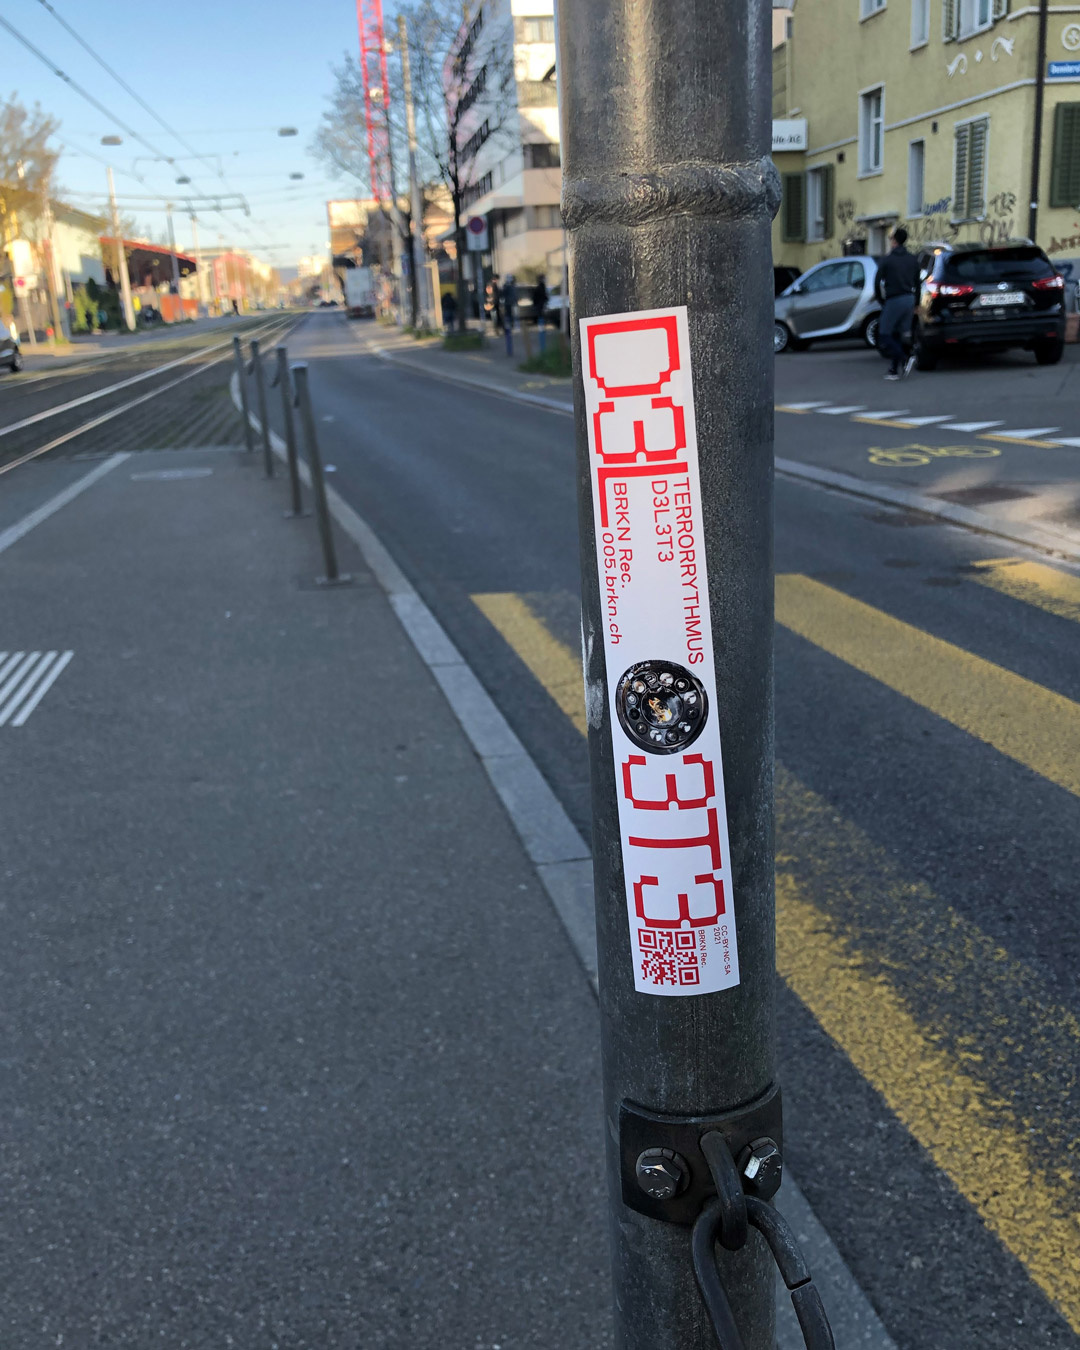 D3L
TERRORRYTHMUS
D3L3T3
BRKN Rec.
005.brkn.ch
3T3
CC-BY-NC-SA
2021
BRKN Rec.